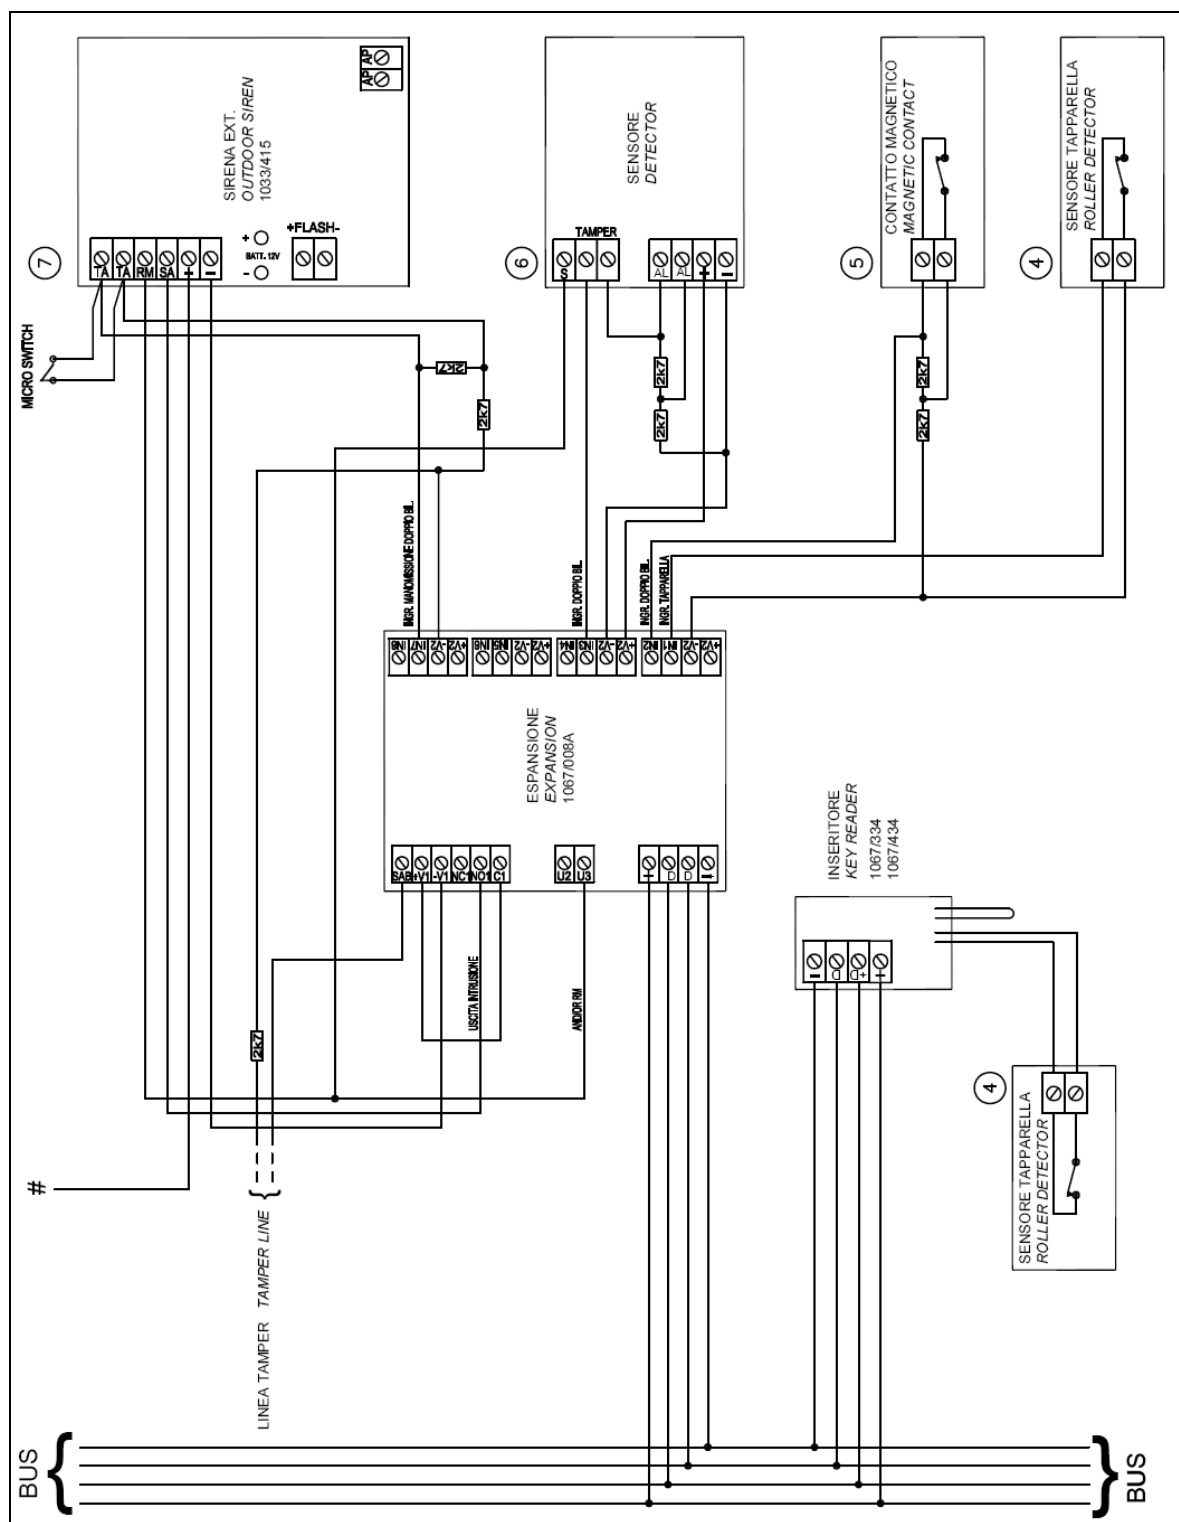 SIRENA EXT.
OUTDOOR SIREN
1033/415
AP
AP
+FLASH-
+
BATT. 12V
-
TA
TA
RM
SA
+
-
7
MICRO SWITCH
SENSORE
DETECTOR
TAMPER
S
AL
AL
+
-
6
CONTATTO MAGNETICO
MAGNETIC CONTACT
5
SENSORE TAPPARELLA
ROLLER DETECTOR
4
2k7
2k7
2k7
2k7
2k7
2k7
INGR. MANOMISSIONE DOPPIO BIL.
INGR. DOPPIO BIL.
INGR. DOPPIO BIL.
INGR. TAPPARELLA
IN8
IN7
-V2
+V2
IN6
IN5
-V2
+V2
IN4
IN3
-V2
+V2
IN2
IN1
-V2
+V2
ESPANSIONE
EXPANSION
1067/008A
SAB
+V1
-V1
NC1
NO1
C1
U2
U3
D
D
USCITA INTRUSIONE
AND/OR RM
2k7
INSERITORE
KEY READER
1067/334
1067/434
-
D
+D
+
SENSORE TAPPARELLA
ROLLER DETECTOR
4
#
LINEA TAMPER TAMPER LINE
BUS
BUS